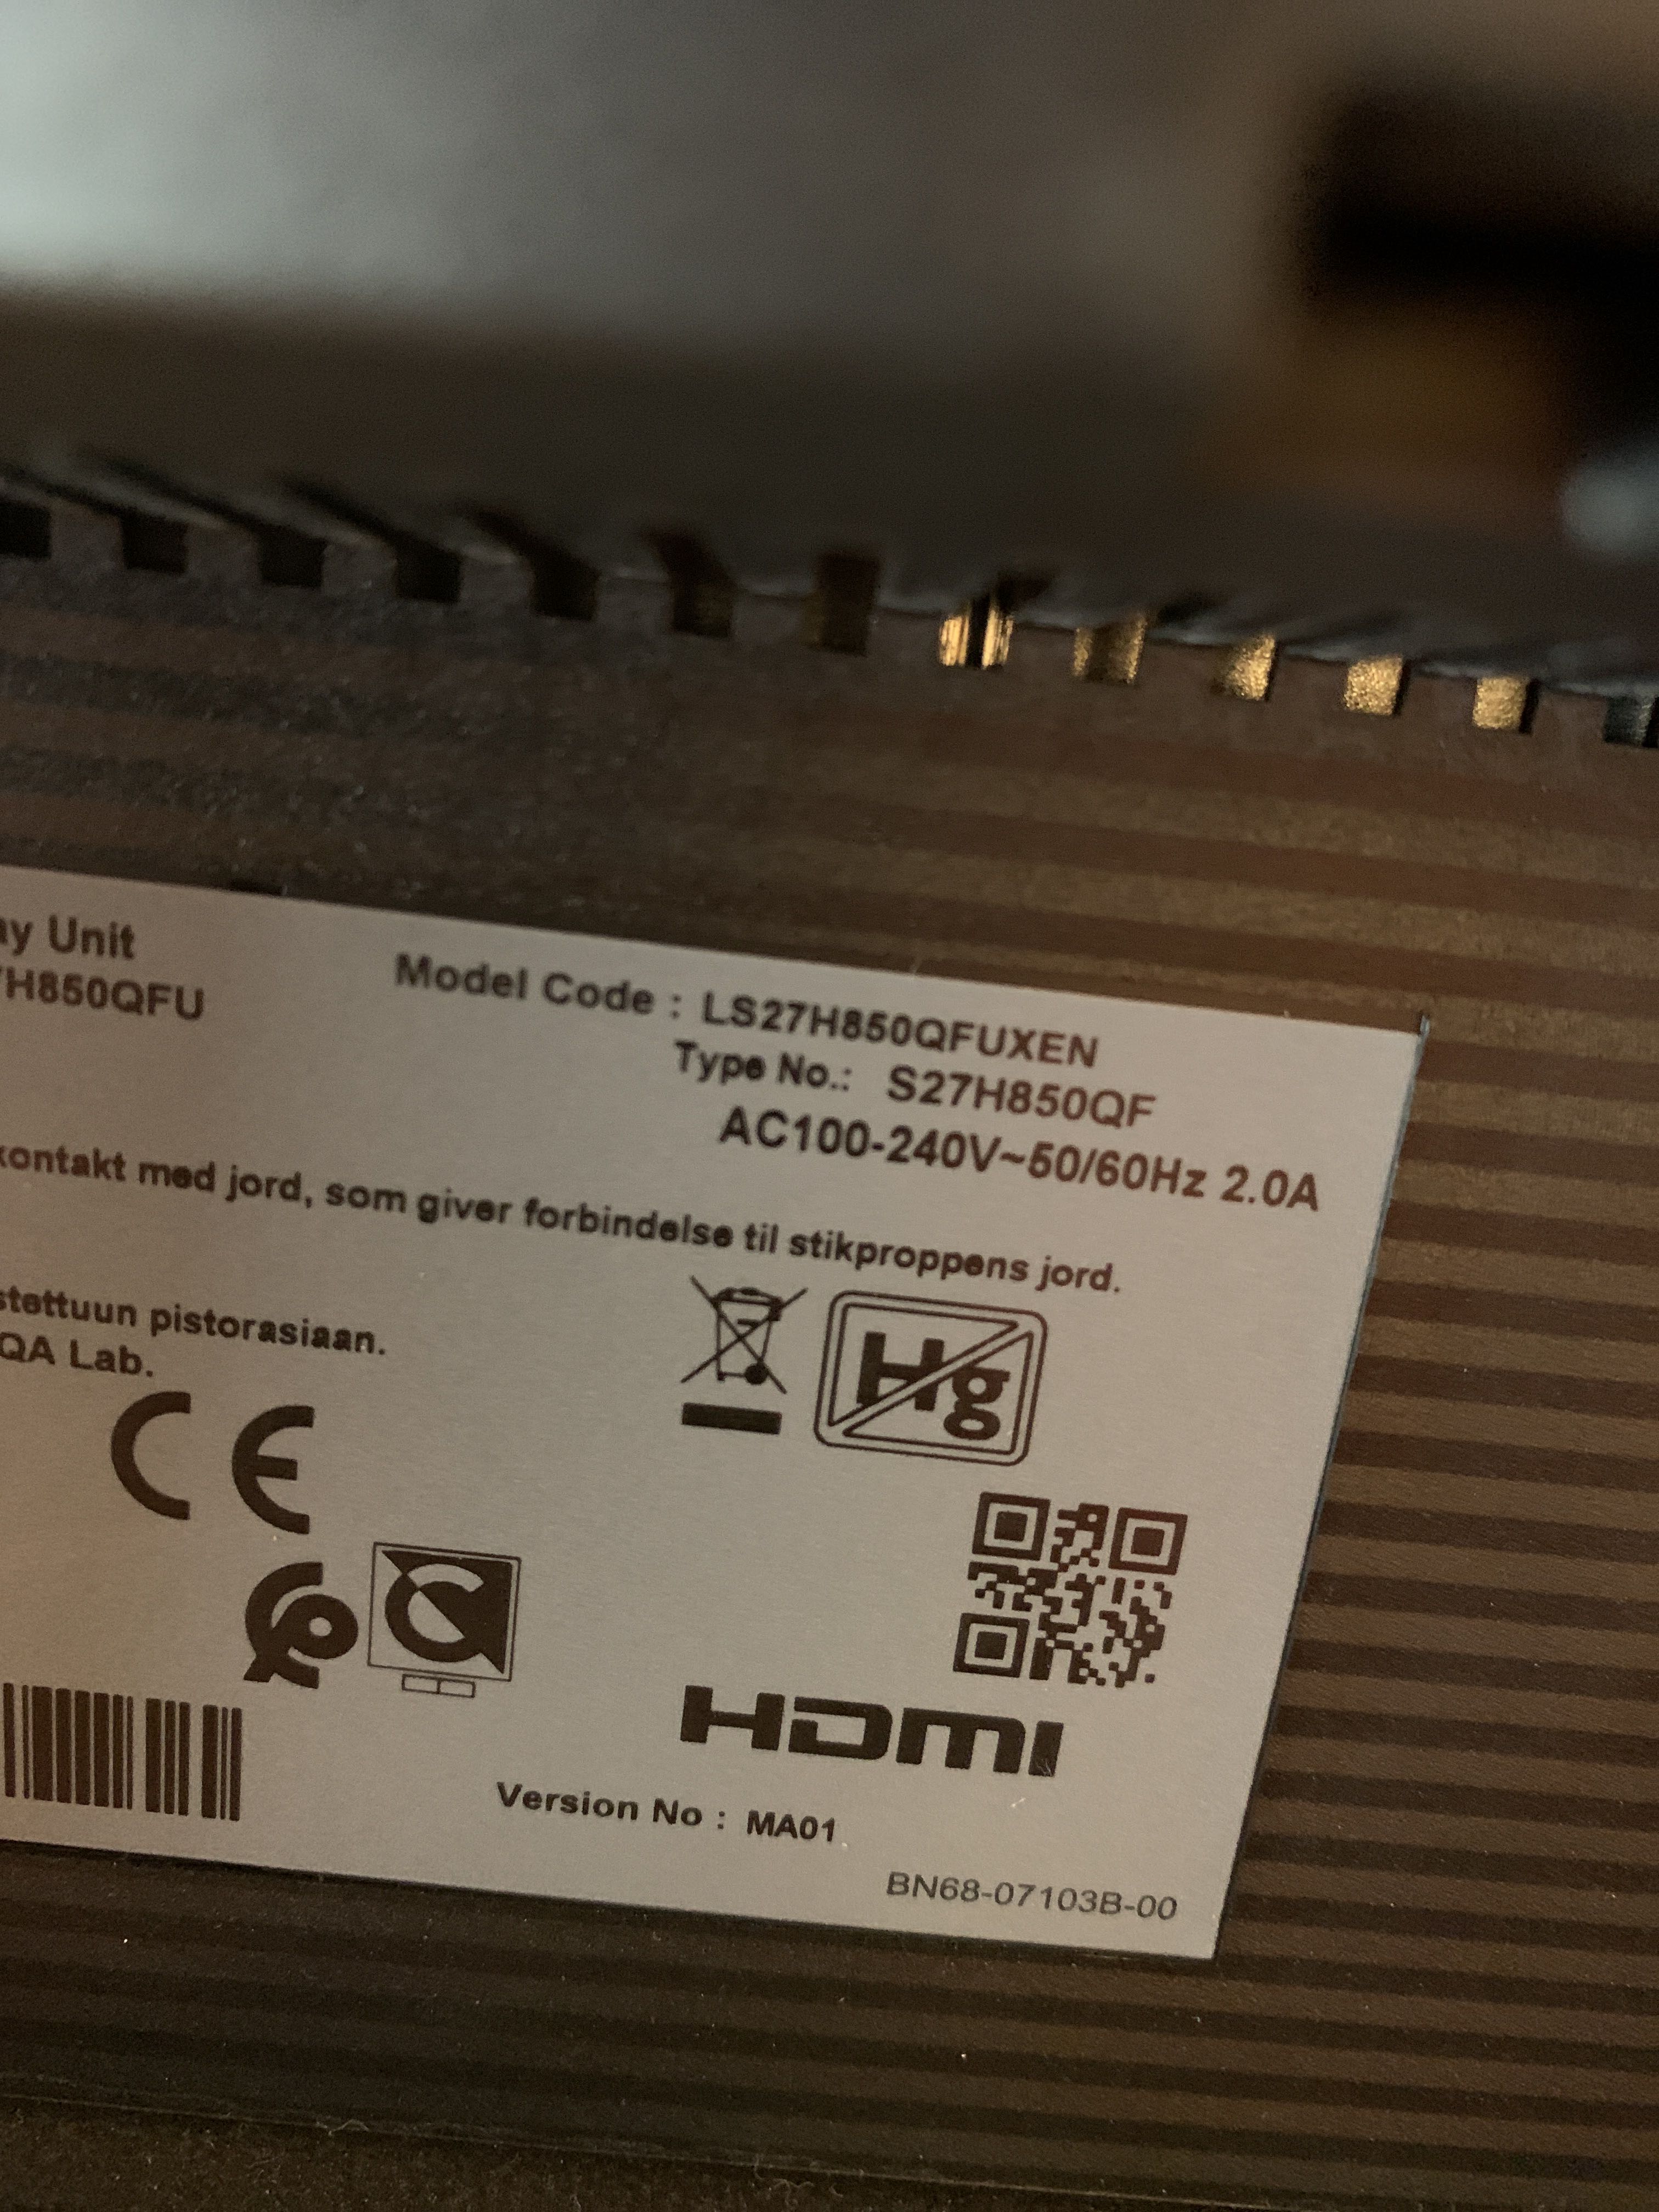 ay Unit
7H850QFU
Model Code : LS27H850QFUXEN
Type No.: S27H850QF
AC100-240V~50/60Hz 2.0A
kontakt med jord, som giver forbindelse til stikproppens jord.
stettuun pistorasiaan.
QA Lab.
Hg
CE
HDMI
Version No : MA01
BN68-07103B-00